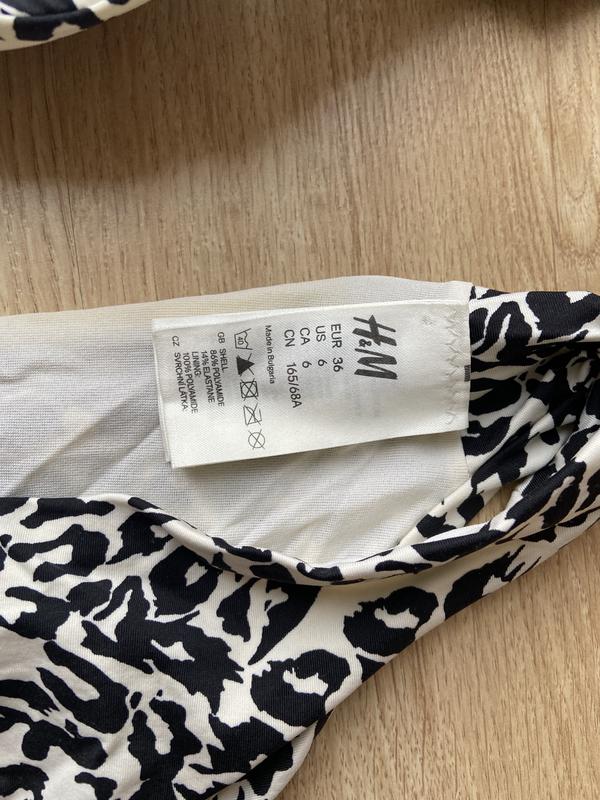 H&M
EUR 36
US 6
CA 6
CN 165/68A
Made in Bulgaria
40
GB SHELL
86% POLYAMIDE
14% ELASTANE.
LINING:
100% POLYAMIDE
CZ SVRCHNÍ LÁTKA: